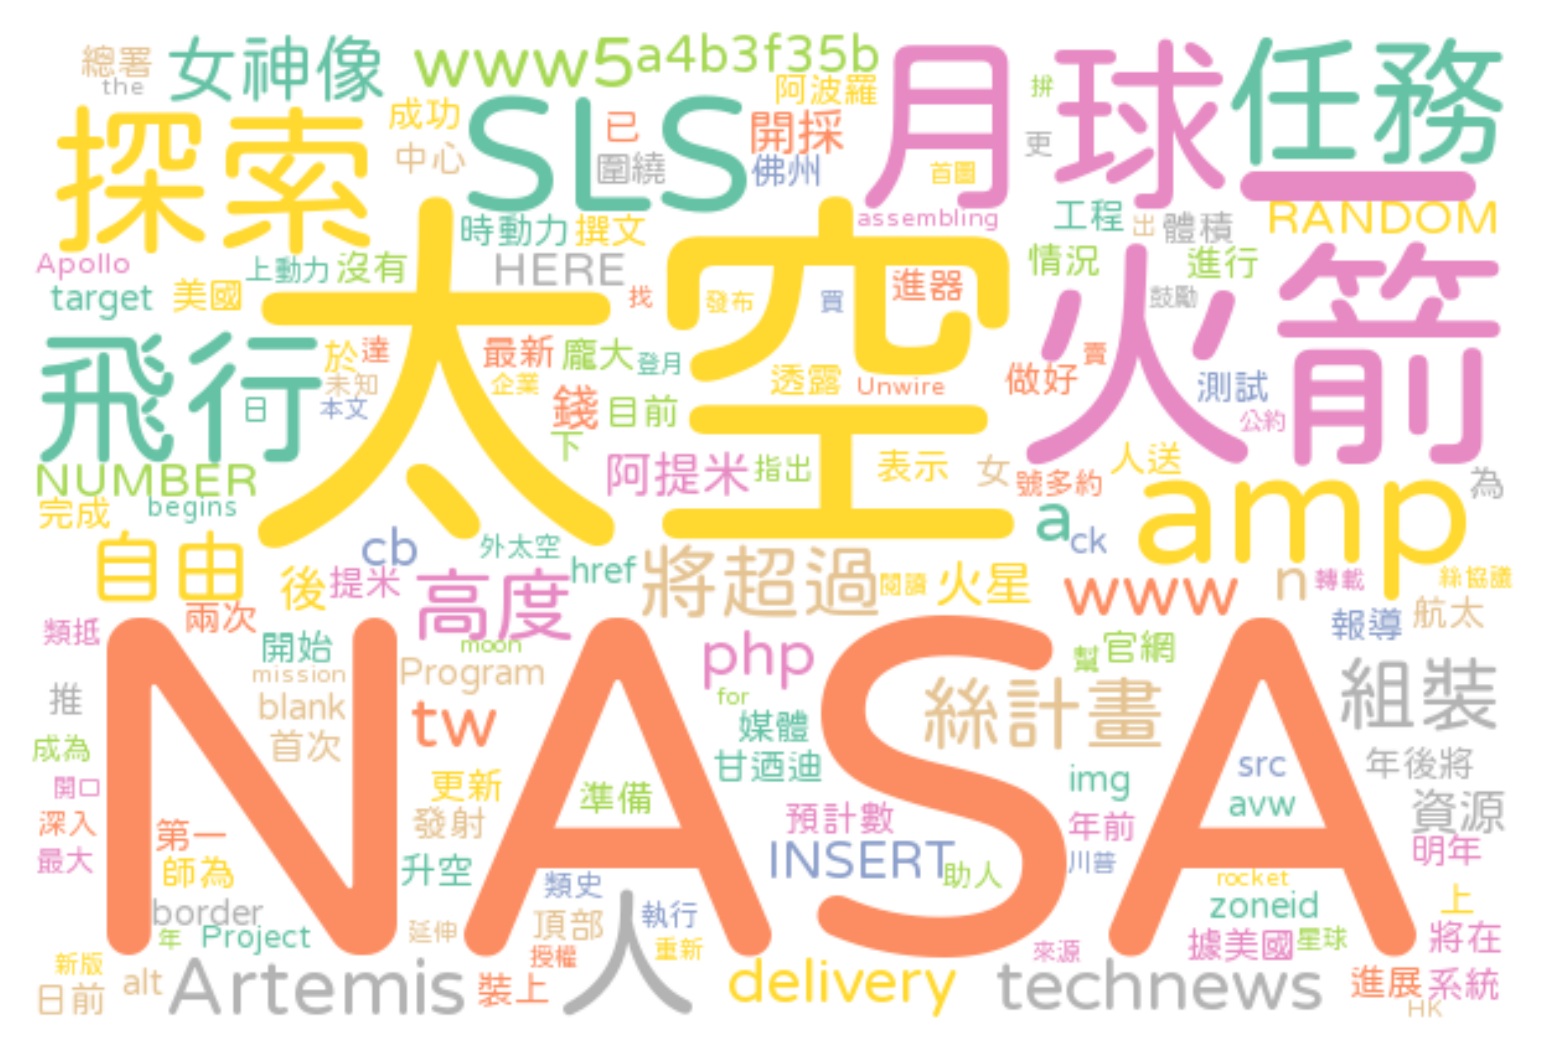 總署
the
女神像
www5a4b3f35b
阿波羅
月球
拚
更
任務
探索
成功
中心
SLS
已
圍繞
開採
佛州
首圖
assembling
時動力
撰文
工程
出
體積
一
RANDOM
Apollo
target
美國
上動力
沒有
HERE
找
太空
發布
買
進器
情況
進行
鼓勵
火箭
飛行
於
達
未知
日
本文
最新
龐大
登月
企業
錢
目前
下
透露
Unwire
做好
賣
測試
公約
NUMBER
完成
begins
阿提米
指出
表示
女
號多約
人送
amp
為
自由
cb
外太空
href
將超過
閱讀
火星
a
ck
www
n
轉載
絲協議
後
提米
高度
兩次
類抵
開始
mission
moon
Program
blank
首次
推
成為
開口
深入
最大
NASA
php
for
tw
媒體
甘迺迪
幫
官網
絲計畫
報導
航太
組裝
年後將
src
avw
img
資源
更新
發射
準備
預計數
年前
明年
第一
師為
升空
類史
INSERT
助人
川普
rocket
zoneid
上
border
年
Project
延伸
頂部
人
執行
授權
重新
來源
據美國
星球
將在
新版
日前
alt
Artemis
裝上
delivery
technews
進展
系統
HK